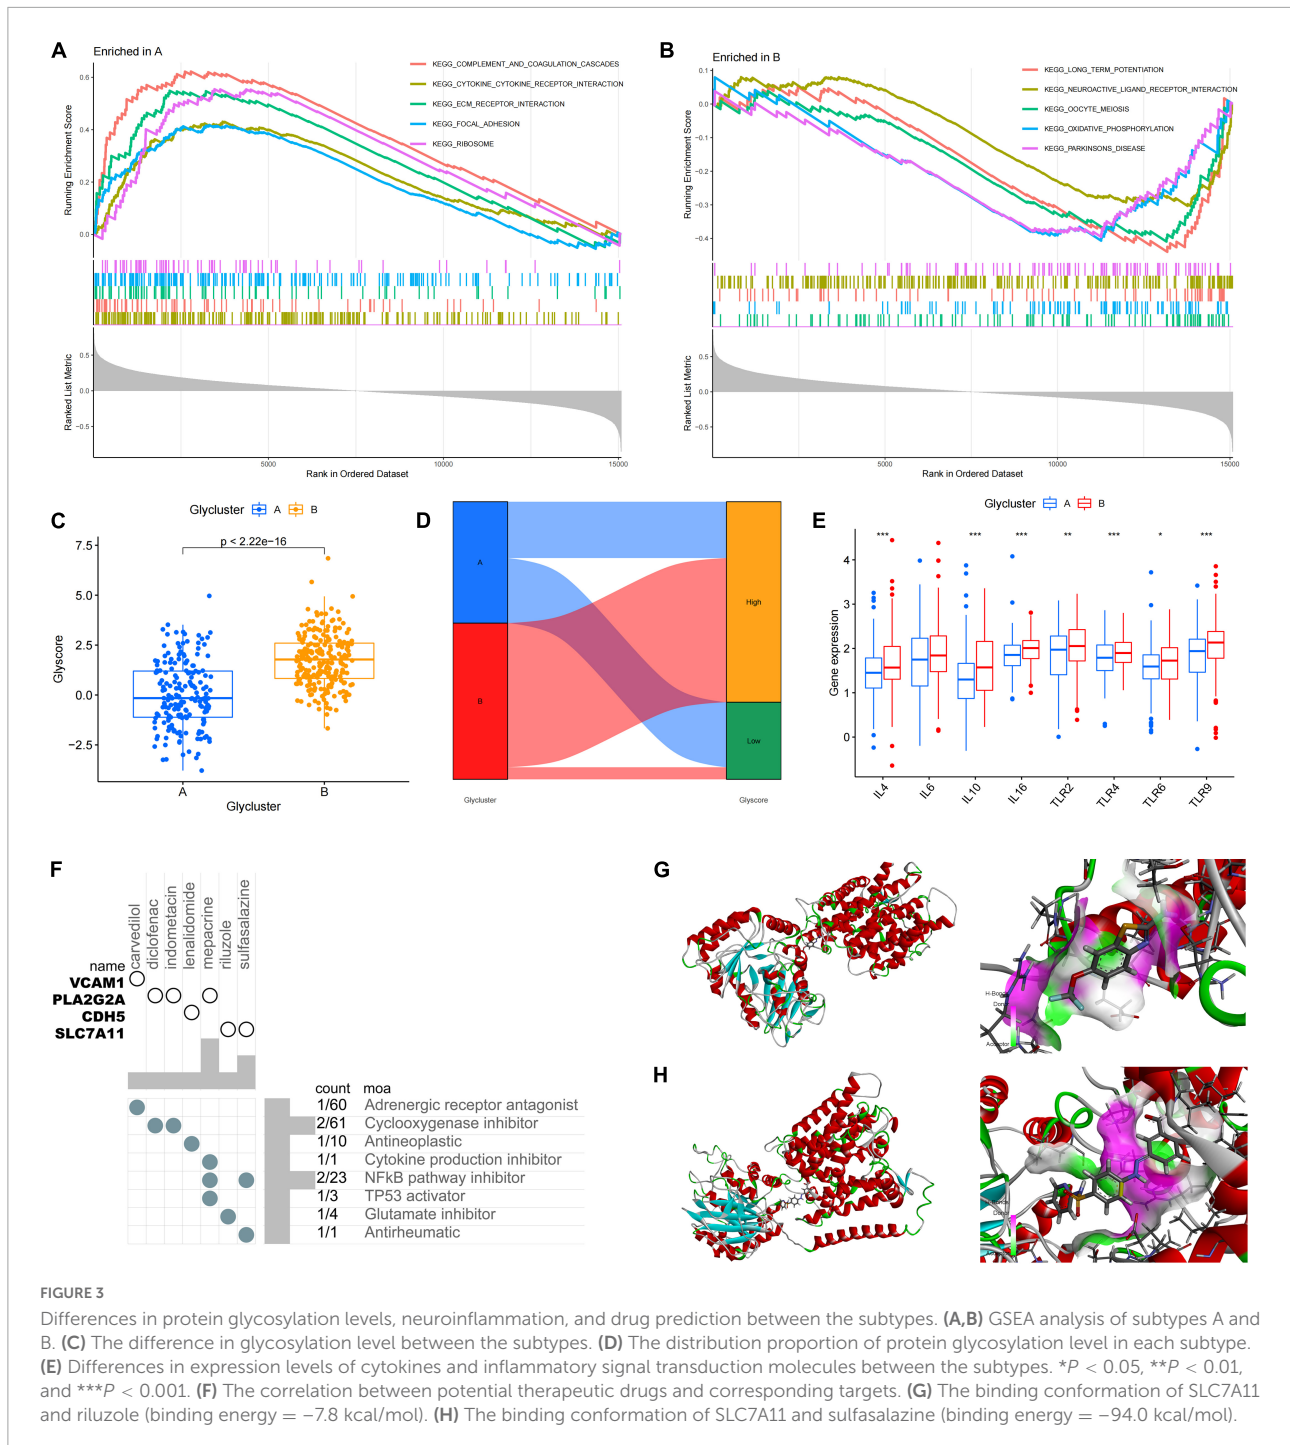 A
Enriched in A
KEGG_COMPLEMENT_AND_COAGULATION_CASCADES
KEGG_CYTOKINE_CYTOKINE_RECEPTOR_INTERACTION
KEGG_ECM_RECEPTOR_INTERACTION
KEGG_FOCAL_ADHESION
KEGG_RIBOSOME
Running Enrichment Score
0.6
0.4
0.2
0.0
Ranked List Metric
0.5
0.0
−0.5
5000 10000 15000
Rank in Ordered Dataset
B
Enriched in B
KEGG_LONG_TERM_POTENTIATION
KEGG_NEUROACTIVE_LIGAND_RECEPTOR_INTERACTION
KEGG_OOCYTE_MEIOSIS
KEGG_OXIDATIVE_PHOSPHORYLATION
KEGG_PARKINSONS_DISEASE
Running Enrichment Score
0.1
0.0
−0.1
−0.2
−0.3
−0.4
Ranked List Metric
0.5
0.0
−0.5
5000 10000 15000
Rank in Ordered Dataset
C
Glycluster A B
p < 2.22e−16
Glyscore
7.5
5.0
2.5
0.0
−2.5
A B
Glycluster
D
A
B
High
Low
Glycluster Glyscore
E
Glycluster A B
*** *** *** ** *** * ***
Gene expression
4
3
2
1
0
IL4 IL6 IL10 IL16 TLR2 TLR4 TLR6 TLR9
F
carvedilol diclofenac indometacin lenalidomide mepacrine riluzole sulfasalazine
name
VCAM1
PLA2G2A
CDH5
SLC7A11
count moa
1/60 Adrenergic receptor antagonist
2/61 Cyclooxygenase inhibitor
1/10 Antineoplastic
1/1 Cytokine production inhibitor
2/23 NFkB pathway inhibitor
1/3 TP53 activator
1/4 Glutamate inhibitor
1/1 Antirheumatic
G
H-Bonds
Donor
Acceptor
H
FIGURE 3
Differences in protein glycosylation levels, neuroinflammation, and drug prediction between the subtypes. (A,B) GSEA analysis of subtypes A and
B. (C) The difference in glycosylation level between the subtypes. (D) The distribution proportion of protein glycosylation level in each subtype.
(E) Differences in expression levels of cytokines and inflammatory signal transduction molecules between the subtypes. *P < 0.05, **P < 0.01,
and ***P < 0.001. (F) The correlation between potential therapeutic drugs and corresponding targets. (G) The binding conformation of SLC7A11
and riluzole (binding energy = −7.8 kcal/mol). (H) The binding conformation of SLC7A11 and sulfasalazine (binding energy = −94.0 kcal/mol).